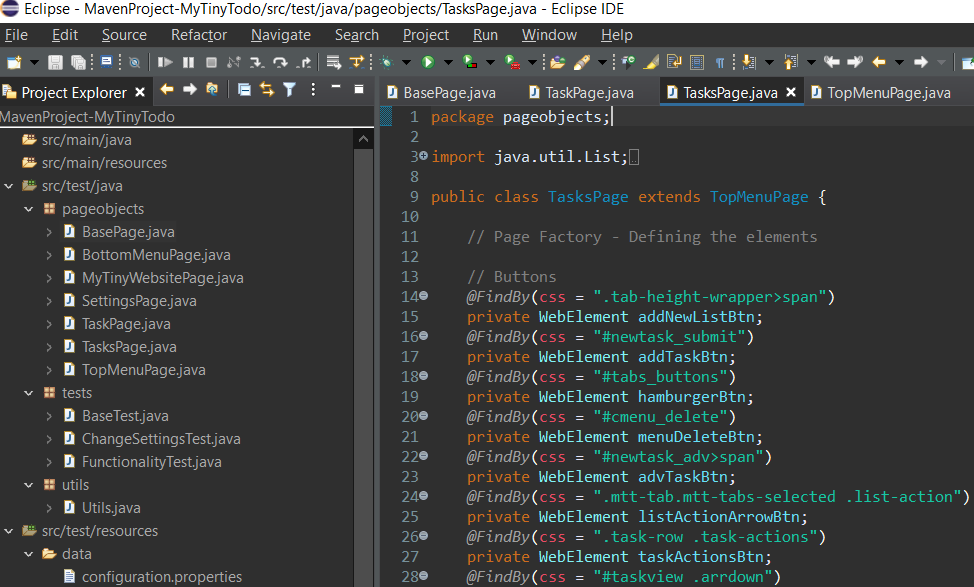 Eclipse - MavenProject-MyTinyTodo/src/test/java/pageobjects/TasksPage.java - Eclipse IDE
File Edit Source Refactor Navigate Search Project Run Window Help
Project Explorer
MavenProject-MyTinyTodo
src/main/java
src/main/resources
src/test/java
pageobjects
BasePage.java
BottomMenuPage.java
MyTinyWebsitePage.java
SettingsPage.java
TaskPage.java
TasksPage.java
TopMenuPage.java
tests
BaseTest.java
ChangeSettingsTest.java
FunctionalityTest.java
utils
Utils.java
src/test/resources
data
configuration.properties
BasePage.java TaskPage.java TasksPage.java TopMenuPage.java
1 package pageobjects;
2
3 import java.util.List;
8
9 public class TasksPage extends TopMenuPage {
10
11 // Page Factory - Defining the elements
12
13 // Buttons
14 @FindBy(css = ".tab-height-wrapper>span")
15 private WebElement addNewListBtn;
16 @FindBy(css = "#newtask_submit")
17 private WebElement addTaskBtn;
18 @FindBy(css = "#tabs_buttons")
19 private WebElement hamburgerBtn;
20 @FindBy(css = "#cmenu_delete")
21 private WebElement menuDeleteBtn;
22 @FindBy(css = "#newtask_adv>span")
23 private WebElement advTaskBtn;
24 @FindBy(css = ".mtt-tab.mtt-tabs-selected .list-action")
25 private WebElement listActionArrowBtn;
26 @FindBy(css = ".task-row .task-actions")
27 private WebElement taskActionsBtn;
28 @FindBy(css = "#taskview .arrdown")